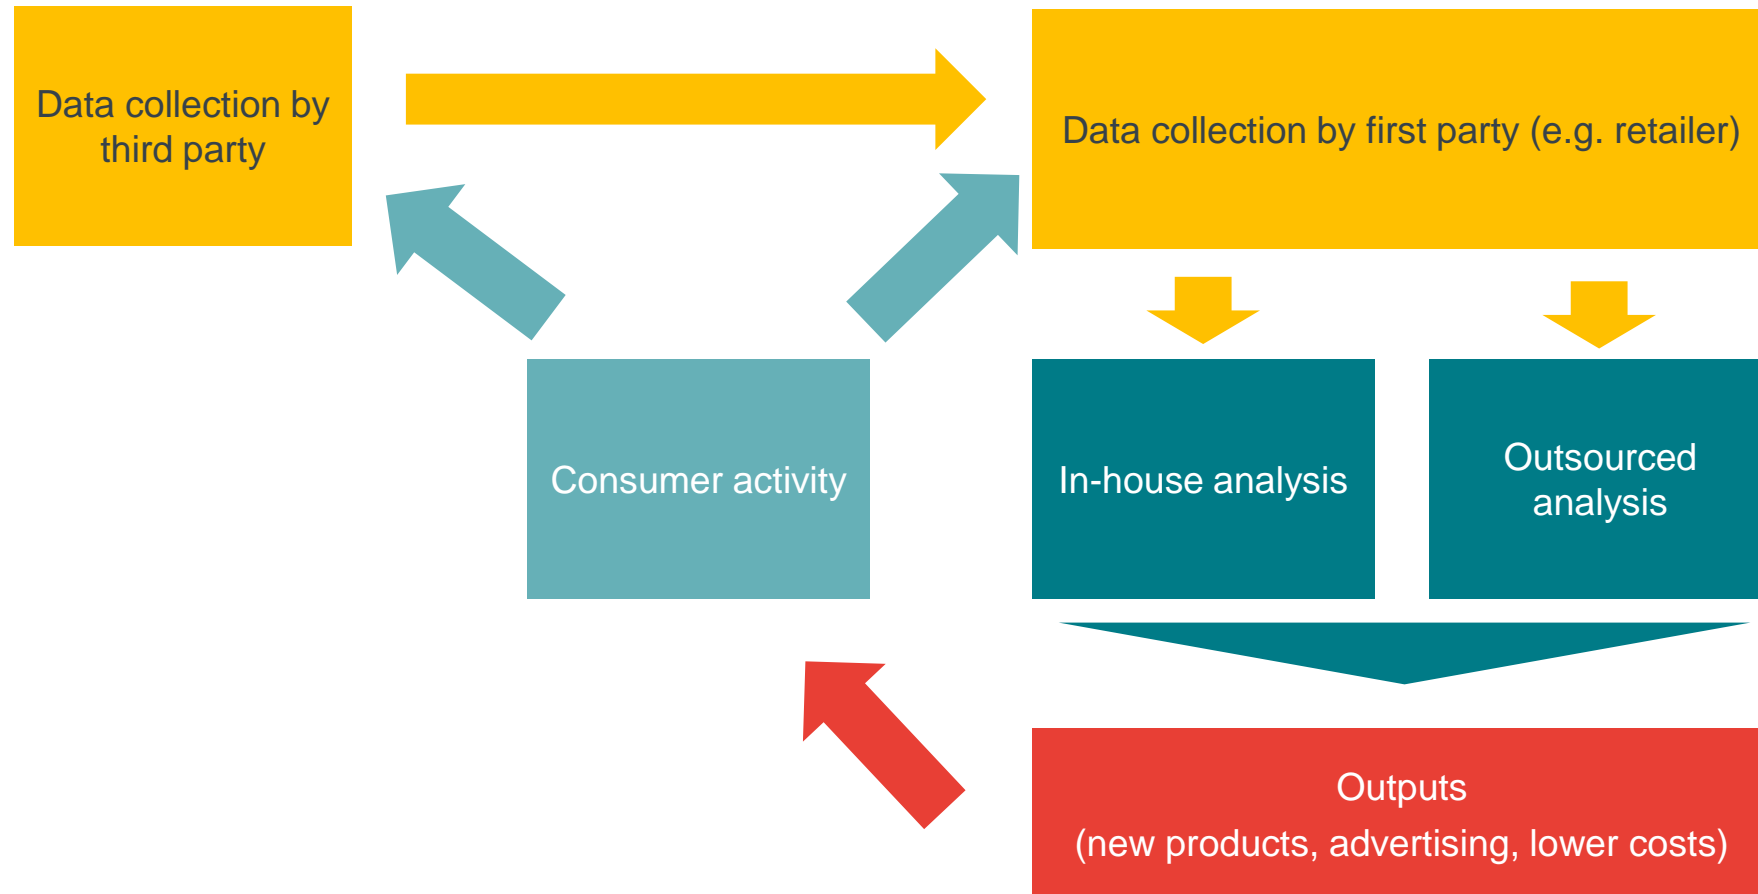 Data collection by
third party
Data collection by first party (e.g. retailer)
Consumer activity
In-house analysis
Outsourced
analysis
Outputs
(new products, advertising, lower costs)